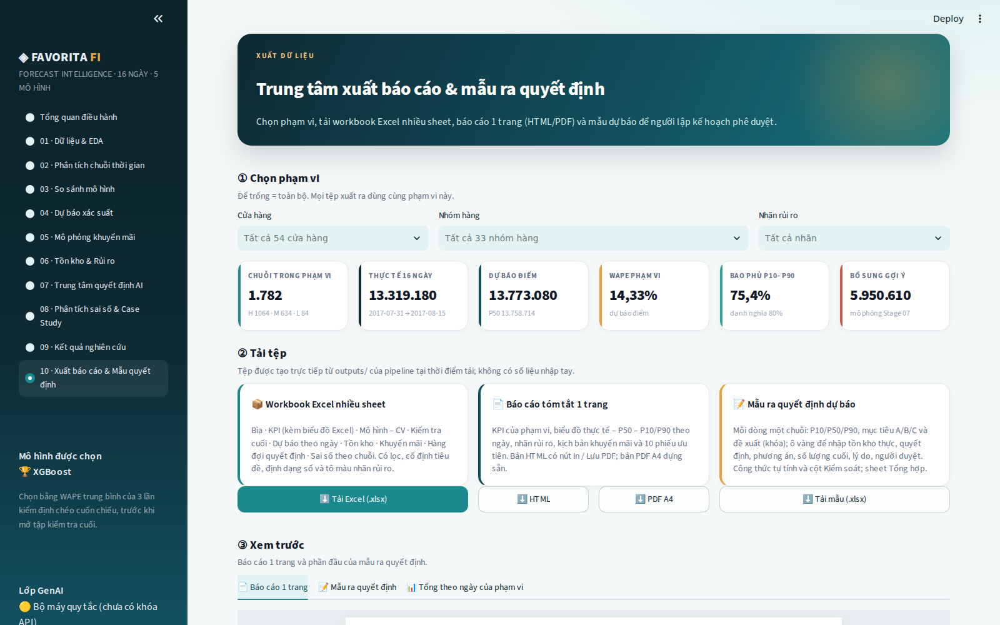 Deploy
◈ FAVORITA FI
FORECAST INTELLIGENCE · 16 NGÀY · 5
MÔ HÌNH
Tổng quan điều hành
01 · Dữ liệu & EDA
02 · Phân tích chuỗi thời gian
03 · So sánh mô hình
04 · Dự báo xác suất
05 · Mô phỏng khuyến mãi
06 · Tồn kho & Rủi ro
07 · Trung tâm quyết định AI
08 · Phân tích sai số & Case
Study
09 · Kết quả nghiên cứu
10 · Xuất báo cáo & Mẫu quyết
định
Mô hình được chọn
🏆 XGBoost
Chọn bằng WAPE trung bình của 3 lần
kiểm định chéo cuốn chiếu, trước khi
mở tập kiểm tra cuối.
Lớp GenAI
🟡 Bộ máy quy tắc (chưa có khóa
API)
XUẤT DỮ LIỆU
Trung tâm xuất báo cáo & mẫu ra quyết định
Chọn phạm vi, tải workbook Excel nhiều sheet, báo cáo 1 trang (HTML/PDF) và mẫu dự báo để người lập kế hoạch phê duyệt.
① Chọn phạm vi
Để trống = toàn bộ. Mọi tệp xuất ra dùng cùng phạm vi này.
Cửa hàng
Nhóm hàng
Nhãn rủi ro
Tất cả 54 cửa hàng
Tất cả 33 nhóm hàng
Tất cả nhãn
CHUỖI TRONG PHẠM VI
1.782
H 1064 · M 634 · L 84
THỰC TẾ 16 NGÀY
13.319.180
2017-07-31 → 2017-08-15
DỰ BÁO ĐIỂM
13.773.080
P50 13.758.714
WAPE PHẠM VI
14,33%
dự báo điểm
BAO PHỦ P10–P90
75,4%
danh nghĩa 80%
BỔ SUNG GỢI Ý
5.950.610
mô phỏng Stage 07
② Tải tệp
Tệp được tạo trực tiếp từ outputs/ của pipeline tại thời điểm tải; không có số liệu nhập tay.
📦 Workbook Excel nhiều sheet
Bìa · KPI (kèm biểu đồ Excel) · Mô hình – CV · Kiểm tra
cuối · Dự báo theo ngày · Tồn kho · Khuyến mãi · Hàng
đợi quyết định · Sai số theo chuỗi. Có lọc, cố định tiêu
đề, định dạng số và tô màu nhãn rủi ro.
⬇️ Tải Excel (.xlsx)
📄 Báo cáo tóm tắt 1 trang
KPI của phạm vi, biểu đồ thực tế – P50 – P10/P90 theo
ngày, nhãn rủi ro, kịch bản khuyến mãi và 10 phiếu ưu
tiên. Bản HTML có nút In / Lưu PDF; bản PDF A4 dựng
sẵn.
⬇️ HTML
⬇️ PDF A4
📝 Mẫu ra quyết định dự báo
Mỗi dòng một chuỗi: P10/P50/P90, mục tiêu A/B/C và
đề xuất (khóa); ô vàng để nhập tồn kho thực, quyết
định, phương án, số lượng cuối, lý do, người duyệt.
Công thức tự tính và cột Kiểm soát; sheet Tổng hợp.
⬇️ Tải mẫu (.xlsx)
③ Xem trước
Báo cáo 1 trang và phần đầu của mẫu ra quyết định.
📄 Báo cáo 1 trang
📝 Mẫu ra quyết định
📊 Tổng theo ngày của phạm vi